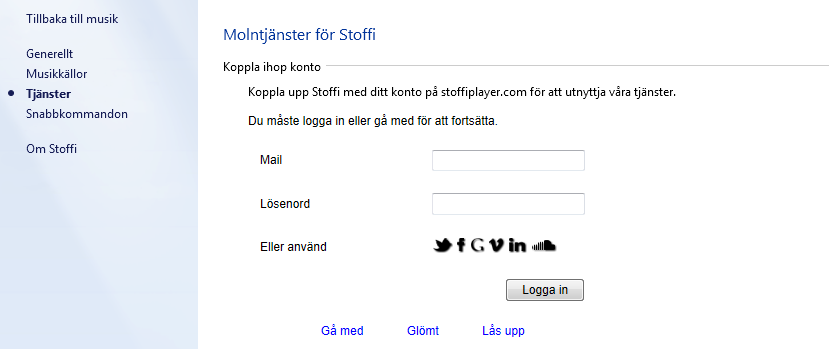 Tillbaka till musik
Generellt
Musikkällor
Tjänster
Snabbkommandon
Om Stoffi
Molntjänster för Stoffi
Koppla ihop konto
Koppla upp Stoffi med ditt konto på stoffiplayer.com för att utnyttja våra tjänster.
Du måste logga in eller gå med för att fortsätta.
Mail
Lösenord
Eller använd
Logga in
Gå med Glömt Lås upp